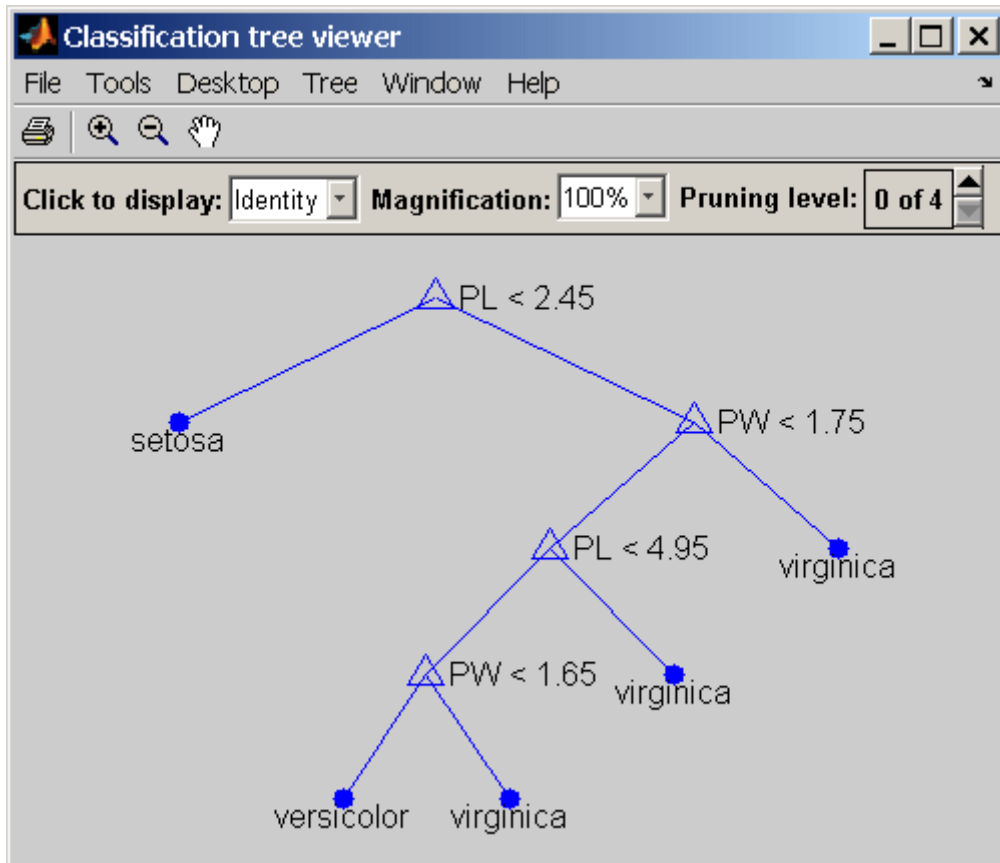 Classification tree viewer
File Tools Desktop Tree Window Help
Click to display: Identity Magnification: 100% Pruning level: 0 of 4
PL < 2.45
setosa
PW < 1.75
PL < 4.95
virginica
PW < 1.65
virginica
versicolor
virginica